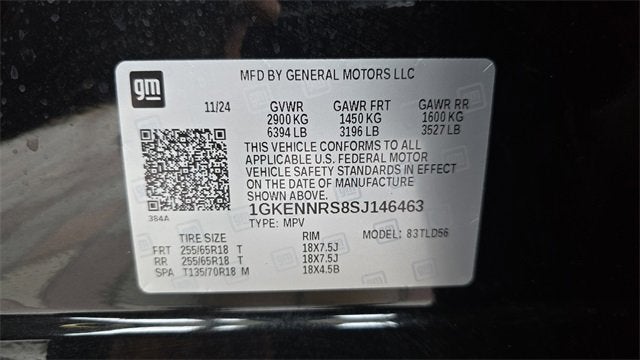 gm
MFD BY GENERAL MOTORS LLC
11/24 GVWR GAWR FRT GAWR RR
2900 KG 1450 KG 1600 KG
6394 LB 3196 LB 3527 LB
THIS VEHICLE CONFORMS TO ALL
APPLICABLE U.S. FEDERAL MOTOR
VEHICLE SAFETY STANDARDS IN EFFECT
ON THE DATE OF MANUFACTURE
SHOWN ABOVE.
384A
1GKENNRS8SJ146463
TYPE: MPV MODEL: 83TLD56
TIRE SIZE RIM
FRT 255/65R18 T 18X7.5J
RR 255/65R18 T 18X7.5J
SPA T135/70R18 M 18X4.5B